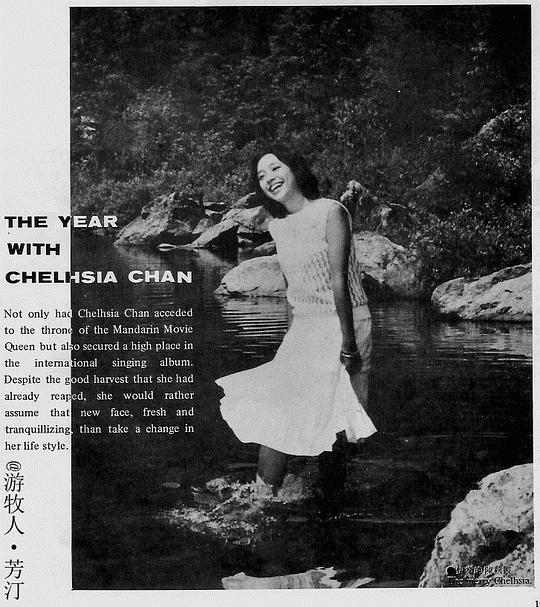 THE YEAR
WITH
CHELHSIA CHAN
Not only had Chelhsia Chan acceded
to the throne of the Mandarin Movie
Queen but also secured a high place in
the international singing album.
Despite the good harvest that she had
already reaped, she would rather
assume that new face, fresh and
tranquillizing, than take a change in
her life style.
游牧人·芳汀
The merry Chelhsia.